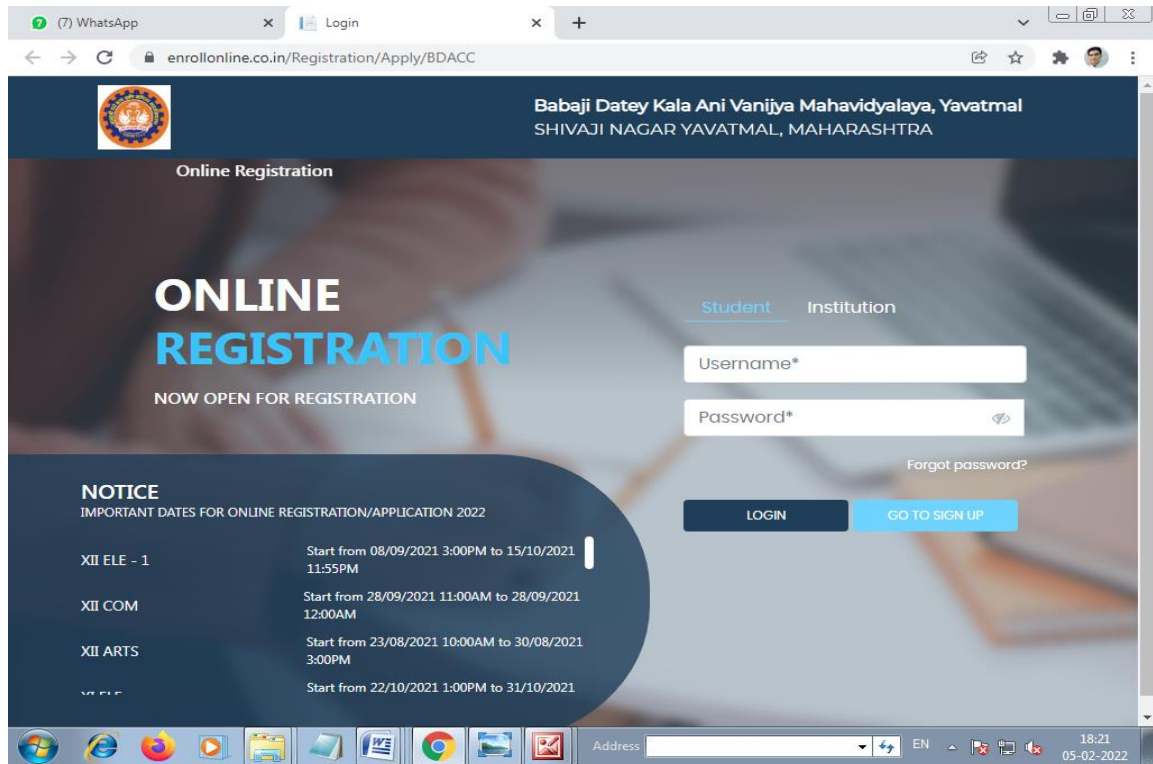 (7) WhatsApp
Login
enrollonline.co.in/Registration/Apply/BDACC
Babaji Datey Kala Ani Vanijya Mahavidyalaya, Yavatmal
SHIVAJI NAGAR YAVATMAL, MAHARASHTRA
Online Registration
ONLINE
REGISTRATION
NOW OPEN FOR REGISTRATION
Student Institution
Username*
Password*
Forgot password?
LOGIN GO TO SIGN UP
NOTICE
IMPORTANT DATES FOR ONLINE REGISTRATION/APPLICATION 2022
XII ELE - 1 Start from 08/09/2021 3:00PM to 15/10/2021
11:55PM
XII COM Start from 28/09/2021 11:00AM to 28/09/2021
12:00AM
XII ARTS Start from 23/08/2021 10:00AM to 30/08/2021
3:00PM
Start from 22/10/2021 1:00PM to 31/10/2021
Address EN 18:21
05-02-2022